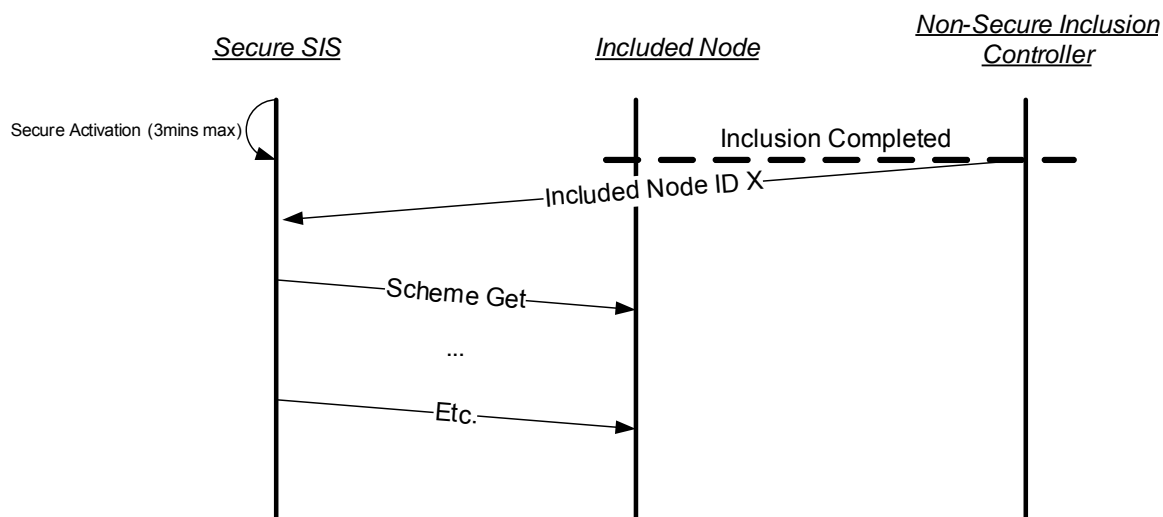 Secure SIS
Included Node
Non-Secure Inclusion
Controller
Secure Activation (3mins max)
Inclusion Completed
Included Node ID X
Scheme Get
...
Etc.